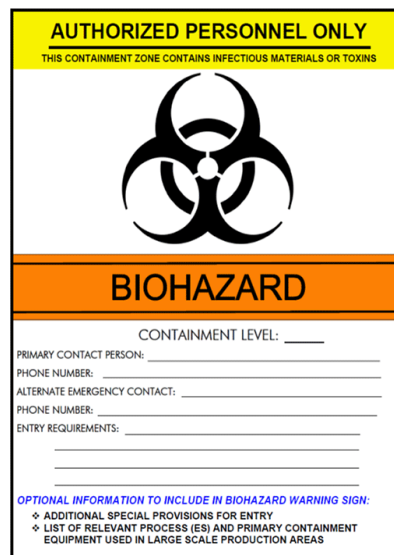 AUTHORIZED PERSONNEL ONLY
THIS CONTAINMENT ZONE CONTAINS INFECTIOUS MATERIALS OR TOXINS
BIOHAZARD
CONTAINMENT LEVEL: ____
PRIMARY CONTACT PERSON:
PHONE NUMBER:
ALTERNATE EMERGENCY CONTACT:
PHONE NUMBER:
ENTRY REQUIREMENTS:
OPTIONAL INFORMATION TO INCLUDE IN BIOHAZARD WARNING SIGN:
❖ ADDITIONAL SPECIAL PROVISIONS FOR ENTRY
❖ LIST OF RELEVANT PROCESS (ES) AND PRIMARY CONTAINMENT
EQUIPMENT USED IN LARGE SCALE PRODUCTION AREAS